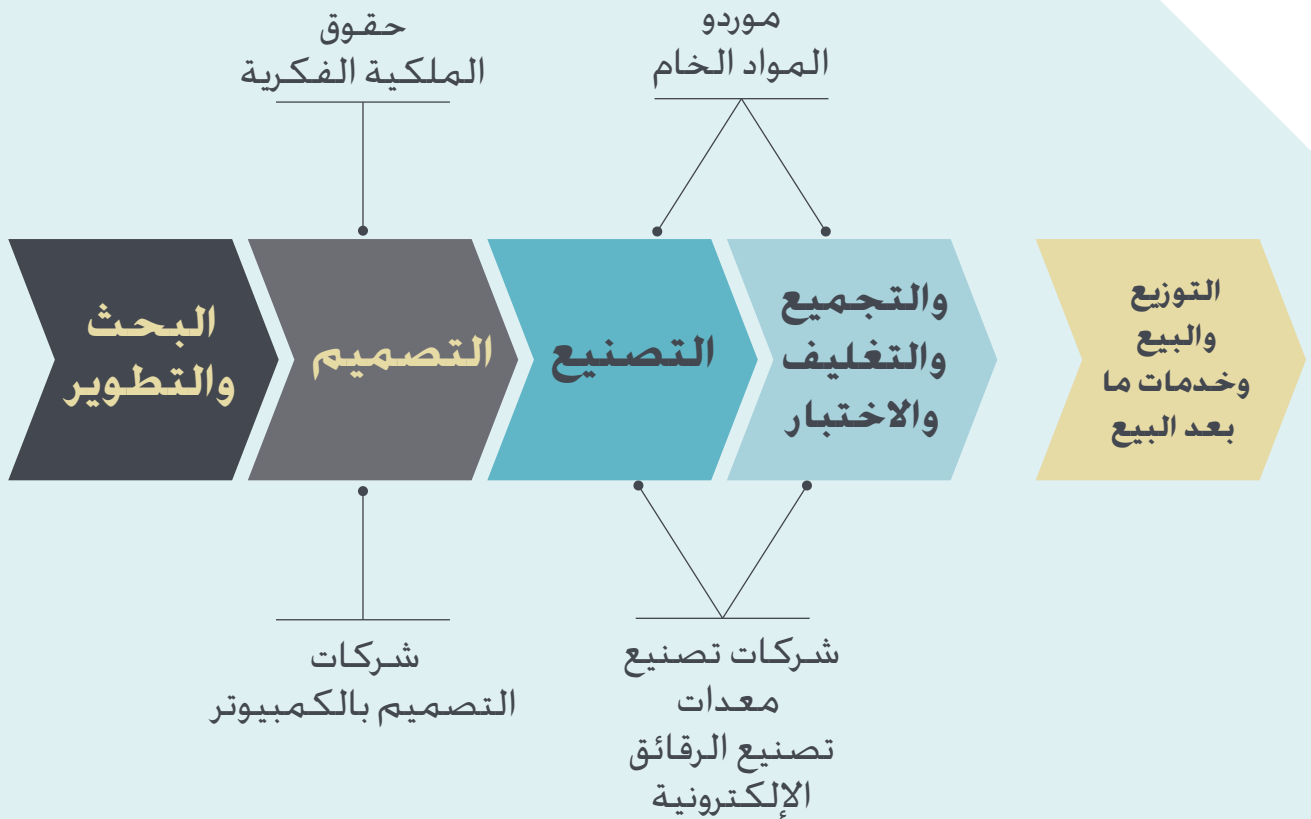 حقوق
الملكية الفكرية
موردو
المواد الخام
البحث
والتطوير
التصميم
التصنيع
والتجميع
والتغليف
والاختبار
التوزيع
والبيع
وخدمات ما
بعد البيع
شركات
التصميم بالكمبيوتر
شركات تصنيع
معدات
تصنيع الرقائق
الإلكترونية